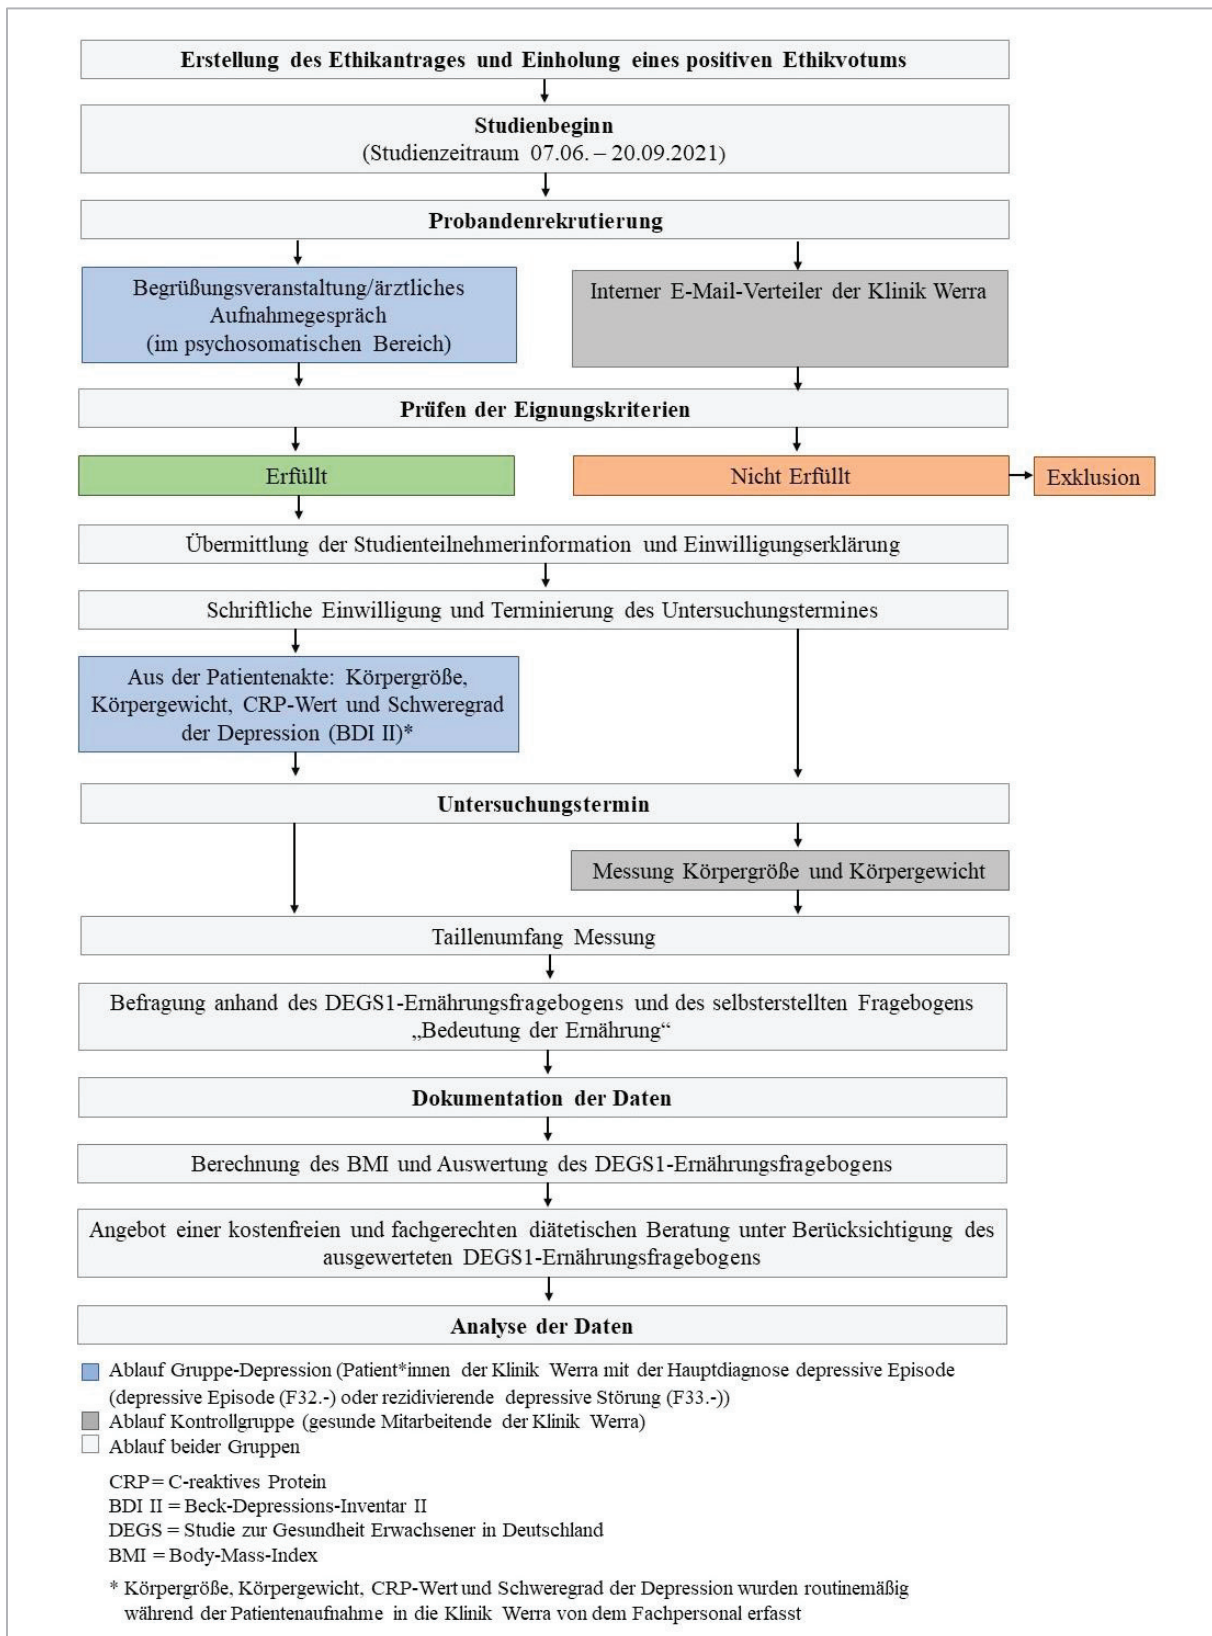 Erstellung des Ethikantrages und Einholung eines positiven Ethikvotums
Studienbeginn
(Studienzeitraum 07.06. – 20.09.2021)
Probandenrekrutierung
Begrüßungsveranstaltung/ärztliches
Aufnahmegespräch
(im psychosomatischen Bereich)
Interner E-Mail-Verteiler der Klinik Werra
Prüfen der Eignungskriterien
Erfüllt
Nicht Erfüllt
Exklusion
Übermittlung der Studienteilnehmerinformation und Einwilligungserklärung
Schriftliche Einwilligung und Terminierung des Untersuchungstermines
Aus der Patientenakte: Körpergröße,
Körpergewicht, CRP-Wert und Schweregrad
der Depression (BDI II)*
Untersuchungstermin
Messung Körpergröße und Körpergewicht
Taillenumfang Messung
Befragung anhand des DEGS1-Ernährungsfragebogens und des selbsterstellten Fragebogens
„Bedeutung der Ernährung“
Dokumentation der Daten
Berechnung des BMI und Auswertung des DEGS1-Ernährungsfragebogens
Angebot einer kostenfreien und fachgerechten diätetischen Beratung unter Berücksichtigung des
ausgewerteten DEGS1-Ernährungsfragebogens
Analyse der Daten
Ablauf Gruppe-Depression (Patient*innen der Klinik Werra mit der Hauptdiagnose depressive Episode
(depressive Episode (F32.-) oder rezidivierende depressive Störung (F33.-))
Ablauf Kontrollgruppe (gesunde Mitarbeitende der Klinik Werra)
Ablauf beider Gruppen
CRP = C-reaktives Protein
BDI II = Beck-Depressions-Inventar II
DEGS = Studie zur Gesundheit Erwachsener in Deutschland
BMI = Body-Mass-Index
* Körpergröße, Körpergewicht, CRP-Wert und Schweregrad der Depression wurden routinemäßig
während der Patientenaufnahme in die Klinik Werra von dem Fachpersonal erfasst